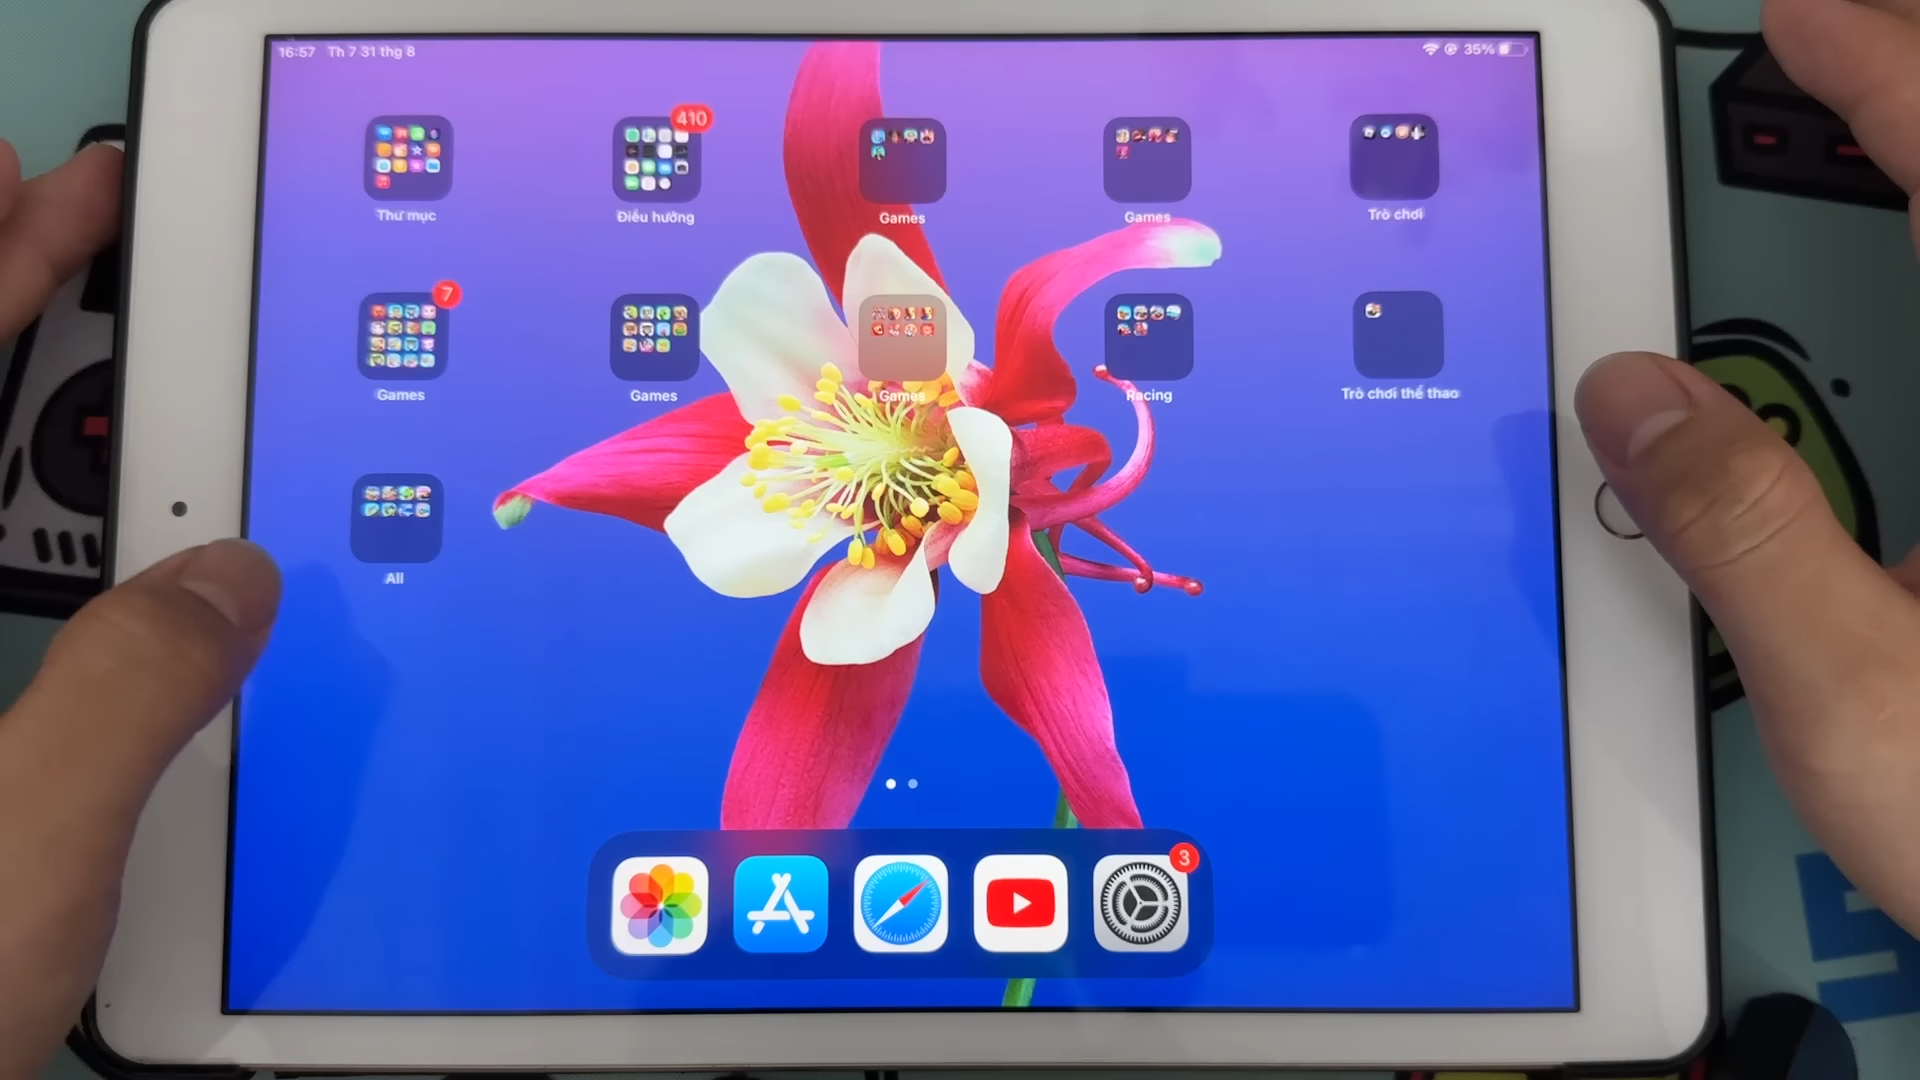 16:57 Th 7 31 thg 8
35%
410
Thư mục
Điều hướng
Games
Games
Trò chơi
7
Games
Games
Games
Racing
Trò chơi thể thao
All
3